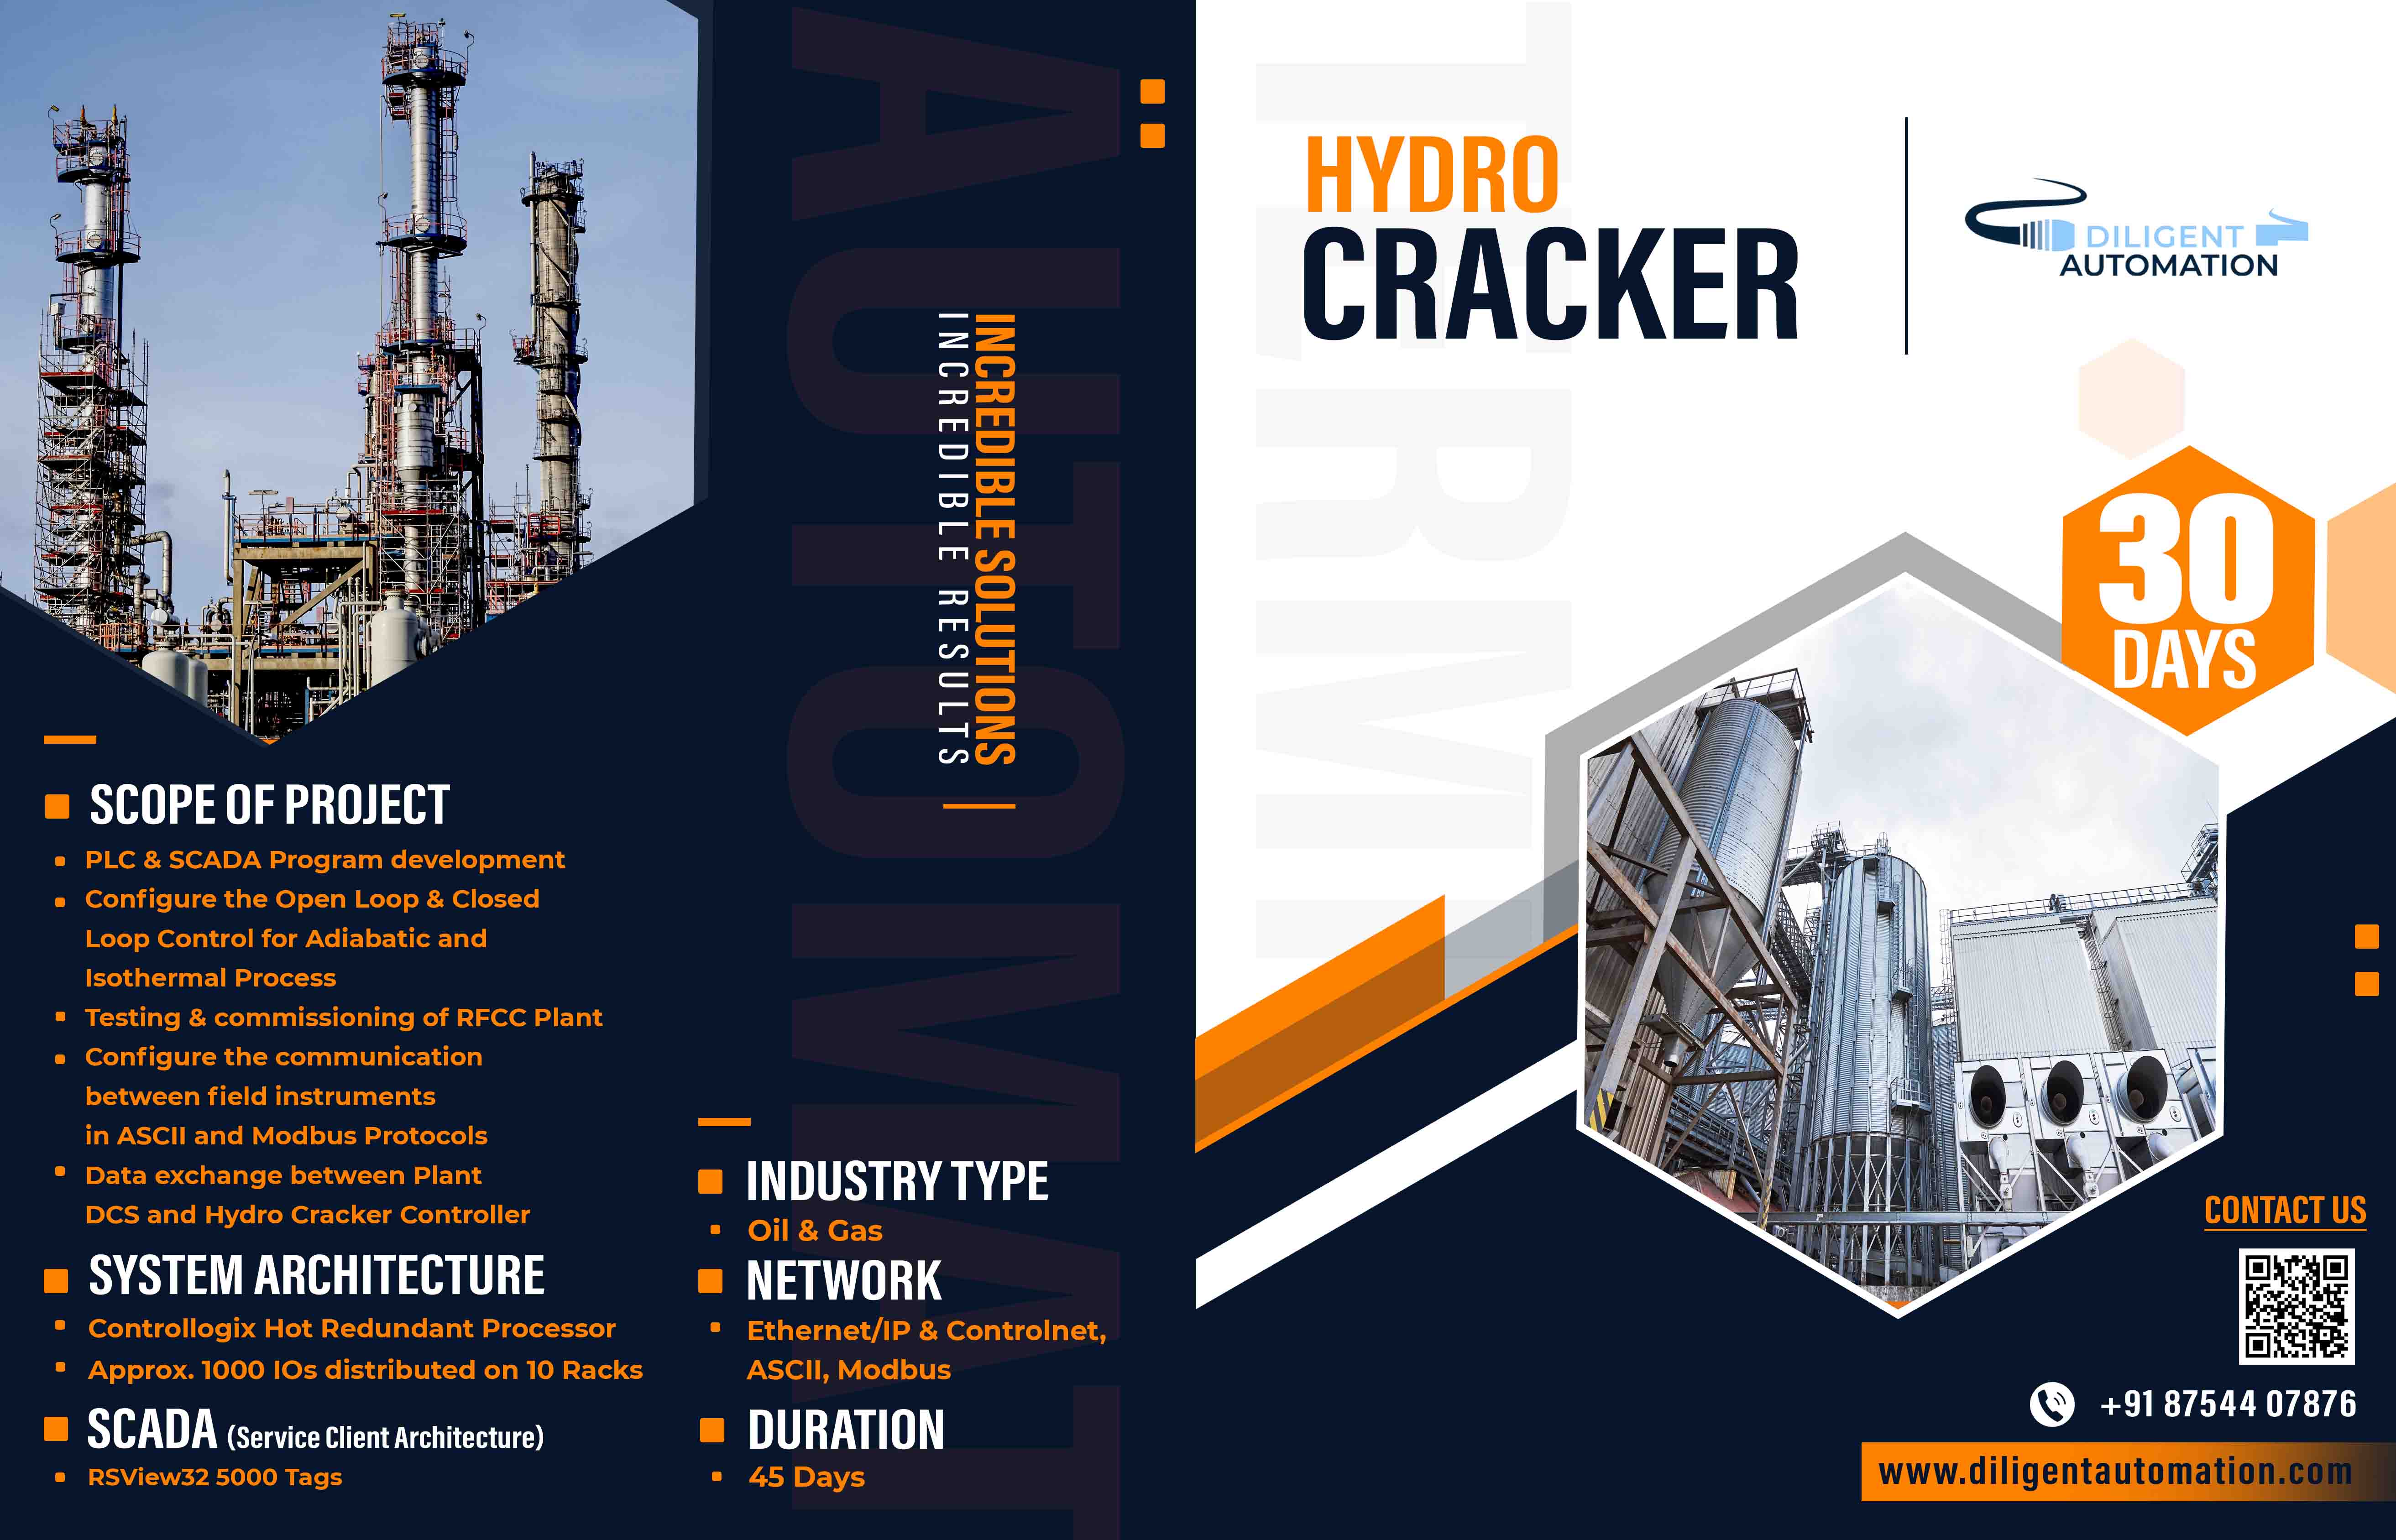 SCOPE OF PROJECT
PLC & SCADA Program development
Configure the Open Loop & Closed
Loop Control for Adiabatic and
Isothermal Process
Testing & commissioning of RFCC Plant
Configure the communication
between field instruments
in ASCII and Modbus Protocols
Data exchange between Plant
DCS and Hydro Cracker Controller
SYSTEM ARCHITECTURE
Controllogix Hot Redundant Processor
Approx. 1000 IOs distributed on 10 Racks
SCADA (Service Client Architecture)
RSView32 5000 Tags
INCREDIBLE SOLUTIONS
INCREDIBLE RESULTS
AUTOMAT
INDUSTRY TYPE
Oil & Gas
NETWORK
Ethernet/IP & Controlnet,
ASCII, Modbus
DURATION
45 Days
HYDRO
CRACKER
DILIGENT
AUTOMATION
30
DAYS
CONTACT US
+91 87544 07876
www.diligentautomation.com